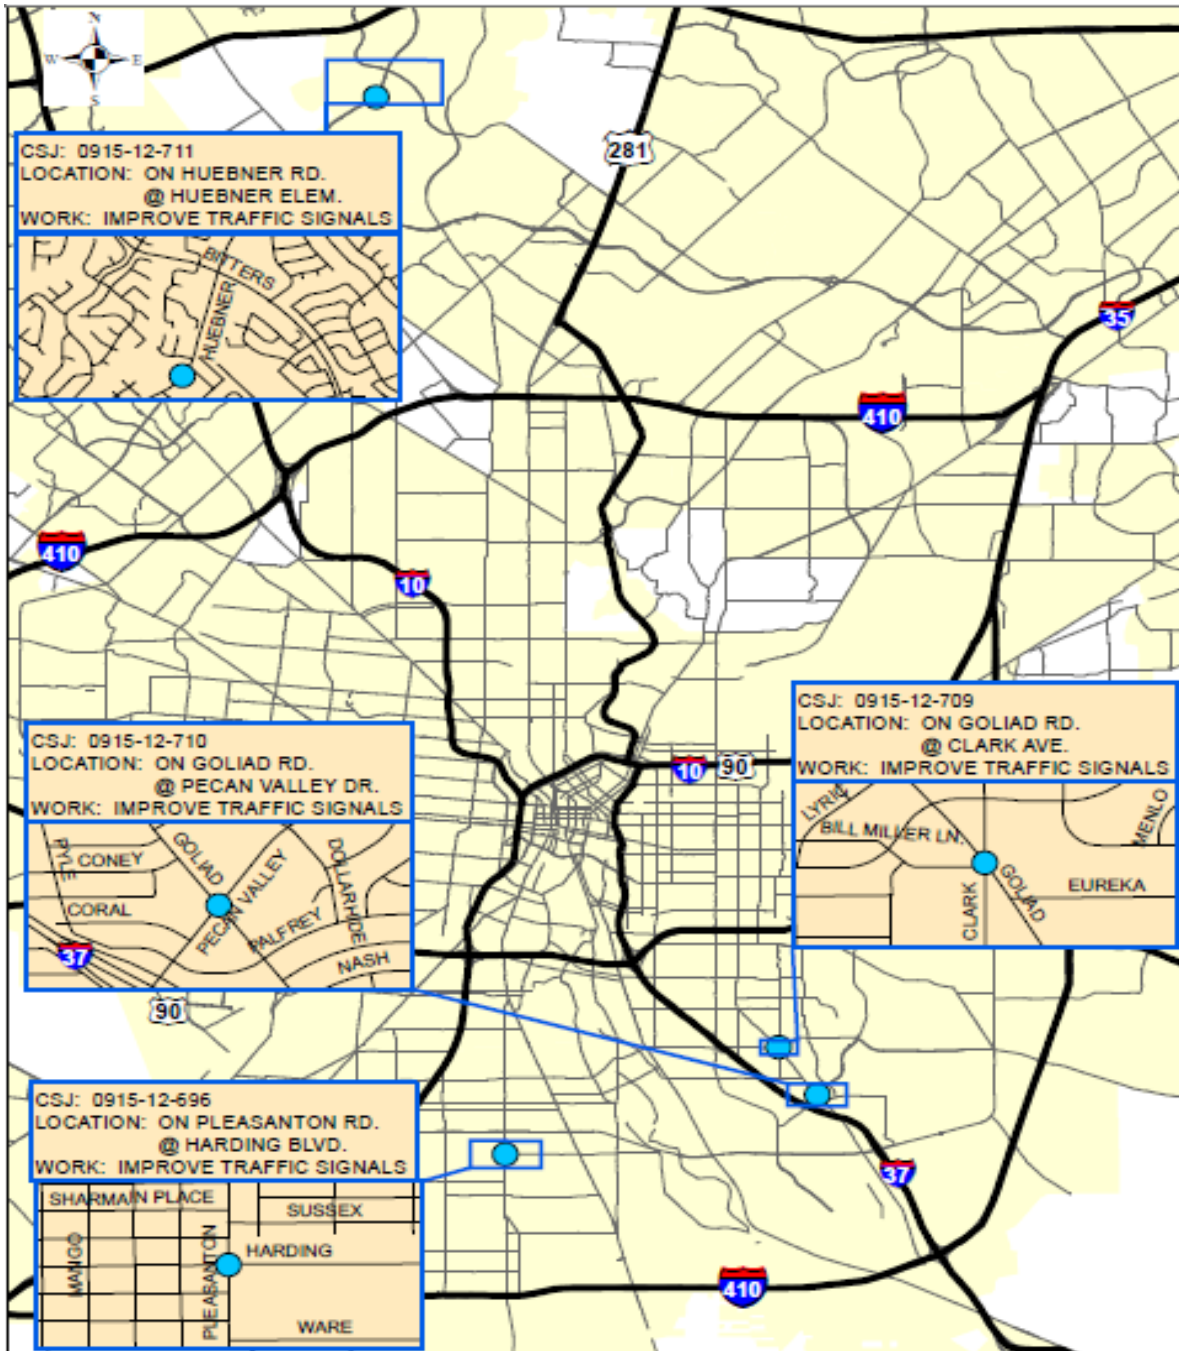 N
W E
S
281
CSJ: 0915-12-711
LOCATION: ON HUEBNER RD.
@ HUEBNER ELEM.
WORK: IMPROVE TRAFFIC SIGNALS
BITTERS
HUEBNER
35
410
410
10
CSJ: 0915-12-709
LOCATION: ON GOLIAD RD.
@ CLARK AVE.
WORK: IMPROVE TRAFFIC SIGNALS
LYRIC
BILL MILLER LN.
MENLO
GOLIAD
EUREKA
CLARK
CSJ: 0915-12-710
LOCATION: ON GOLIAD RD.
@ PECAN VALLEY DR.
WORK: IMPROVE TRAFFIC SIGNALS
PYLE
CONEY
GOLIAD
PECAN VALLEY
DOLLARHIDE
CORAL
PALFREY
NASH
37
10
90
90
CSJ: 0915-12-696
LOCATION: ON PLEASANTON RD.
@ HARDING BLVD.
WORK: IMPROVE TRAFFIC SIGNALS
SHARMAIN PLACE
SUSSEX
MANGO
PLEASANTON
HARDING
WARE
37
410